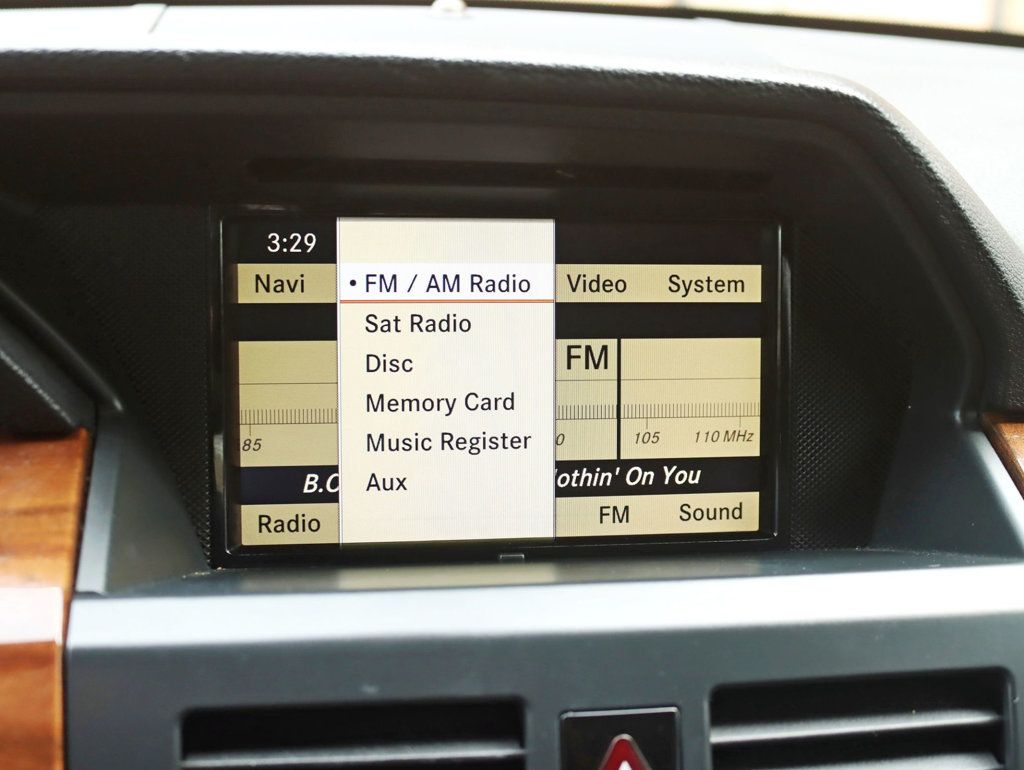 3:29
Navi • FM / AM Radio Video System
Sat Radio
FM
Disc
Memory Card
85 Music Register 0 105 110 MHz
B.O othin' On You
Aux
Radio FM Sound